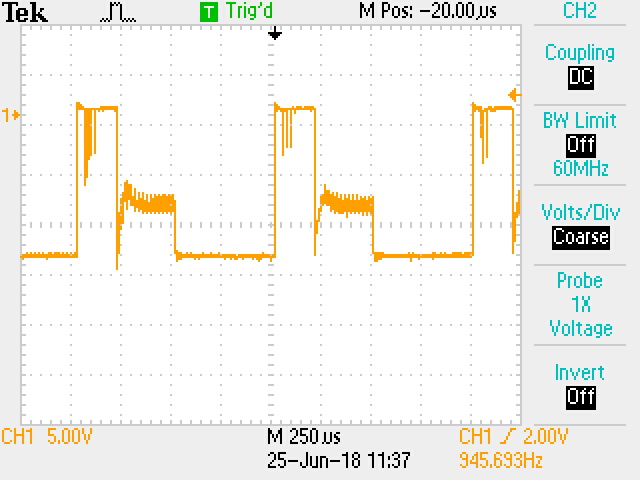 Tek T Trig'd M Pos: -20.00µs CH2
Coupling
DC
1
BW Limit
Off
60MHz
Volts/Div
Coarse
Probe
1X
Voltage
Invert
Off
CH1 5.00V M 250µs CH1 2.00V
25-Jun-18 11:37 945.693Hz